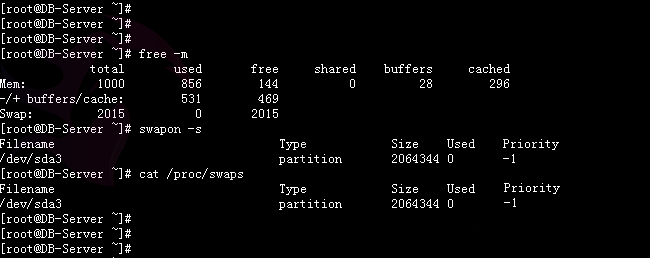 [root@DB-Server ~]#
[root@DB-Server ~]#
[root@DB-Server ~]#
[root@DB-Server ~]# free -m
             total       used       free     shared    buffers     cached
Mem:          1000        856        144          0         28        296
-/+ buffers/cache:        531        469
Swap:         2015          0       2015
[root@DB-Server ~]# swapon -s
Filename                                Type            Size    Used    Priority
/dev/sda3                               partition       2064344 0       -1
[root@DB-Server ~]# cat /proc/swaps
Filename                                Type            Size    Used    Priority
/dev/sda3                               partition       2064344 0       -1
[root@DB-Server ~]#
[root@DB-Server ~]#
[root@DB-Server ~]#